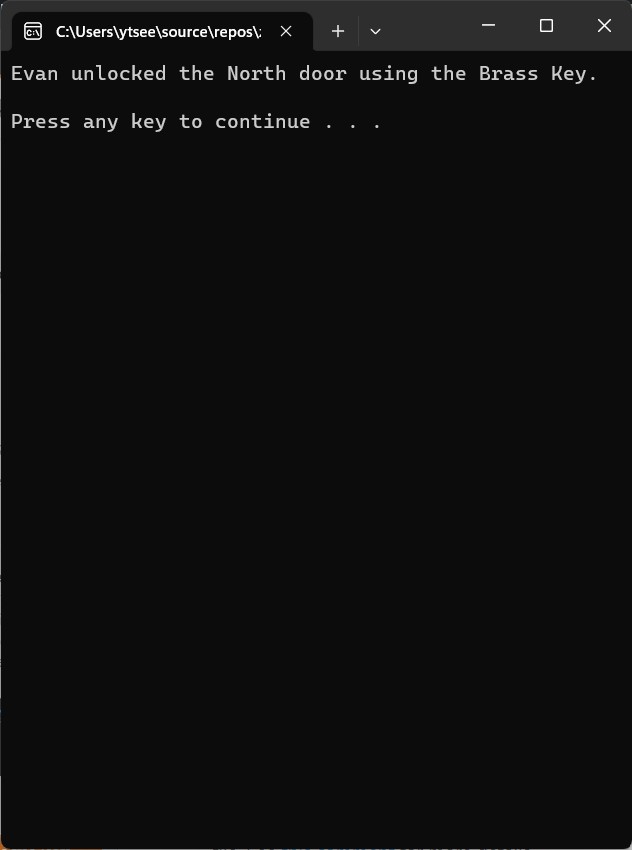 C:\Users\ytsee\source\repos\
Evan unlocked the North door using the Brass Key.
Press any key to continue . . .